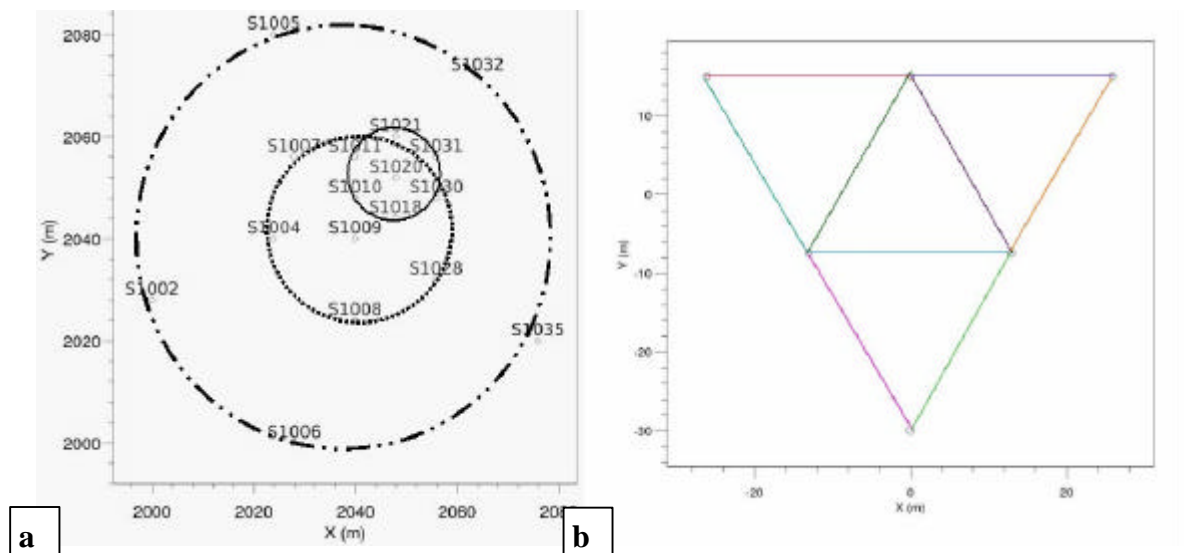 2080
2060
2040
2020
2000
Y (m)
S1005
S1032
S1021
S1007
S1011
S1031
S1020
S1010
S1030
S1018
S1004
S1009
S1028
S1002
S1008
S1035
S1006
2000
2020
2040
2060
X (m)
a
10
0
-10
-20
-30
Y (m)
-20
0
20
X (m)
b